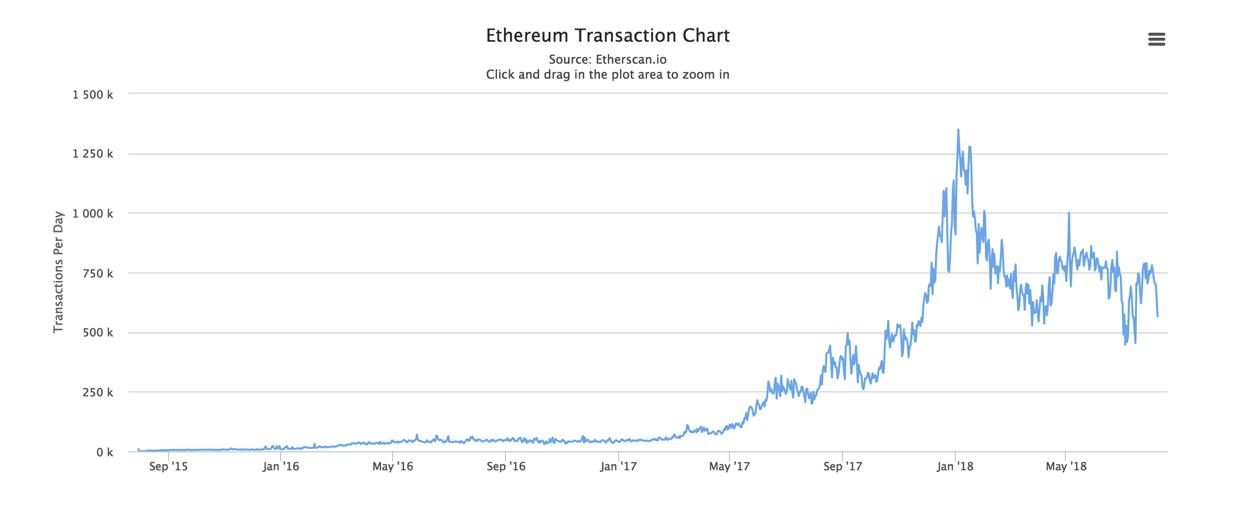 Ethereum Transaction Chart
Source: Etherscan.io
Click and drag in the plot area to zoom in
Transactions Per Day
1 500 k
1 250 k
1 000 k
750 k
500 k
250 k
0 k
Sep '15
Jan '16
May '16
Sep '16
Jan '17
May '17
Sep '17
Jan '18
May '18